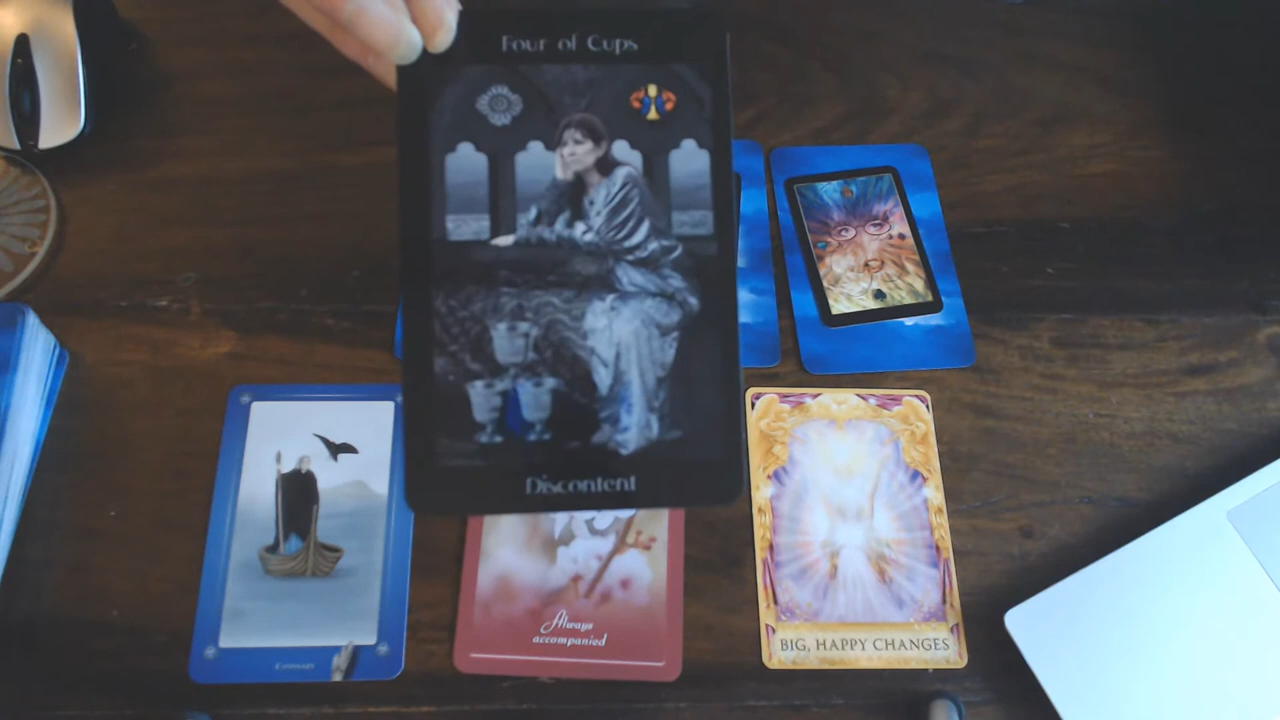 Four of Cups
Discontent
Always
accompanied
BIG, HAPPY CHANGES